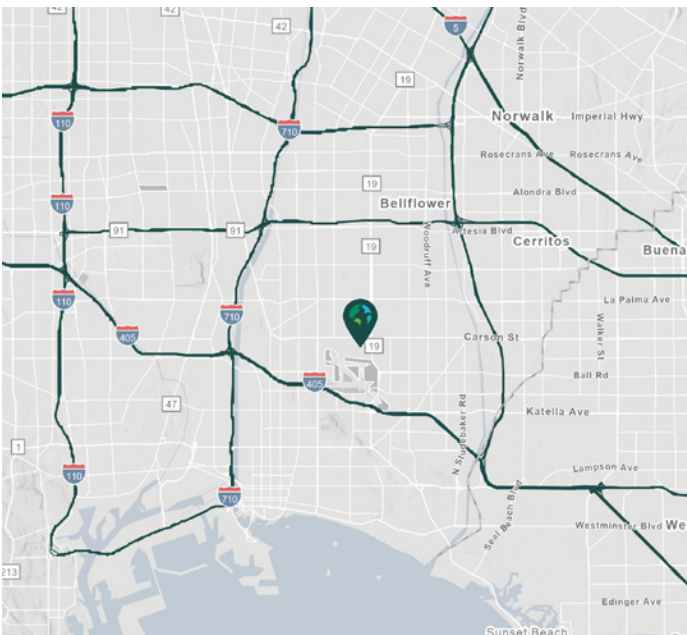 42
42
5
Norwalk Blvd
19
110
710
Norwalk
Imperial Hwy
Rosecrans Ave
Rosecrans Ave
19
Alondra Blvd
110
Bellflower
91
91
Woodruff Ave
Artesia Blvd
19
Cerritos
Buena
110
La Palma Ave
710
405
Carson St
Walker St
19
Ball Rd
405
47
Katella Ave
N Studebaker Rd
1
110
Lampson Ave
710
Seal Beach Blvd
Westminster Blvd
We
213
Edinger Ave
Sunset Beach